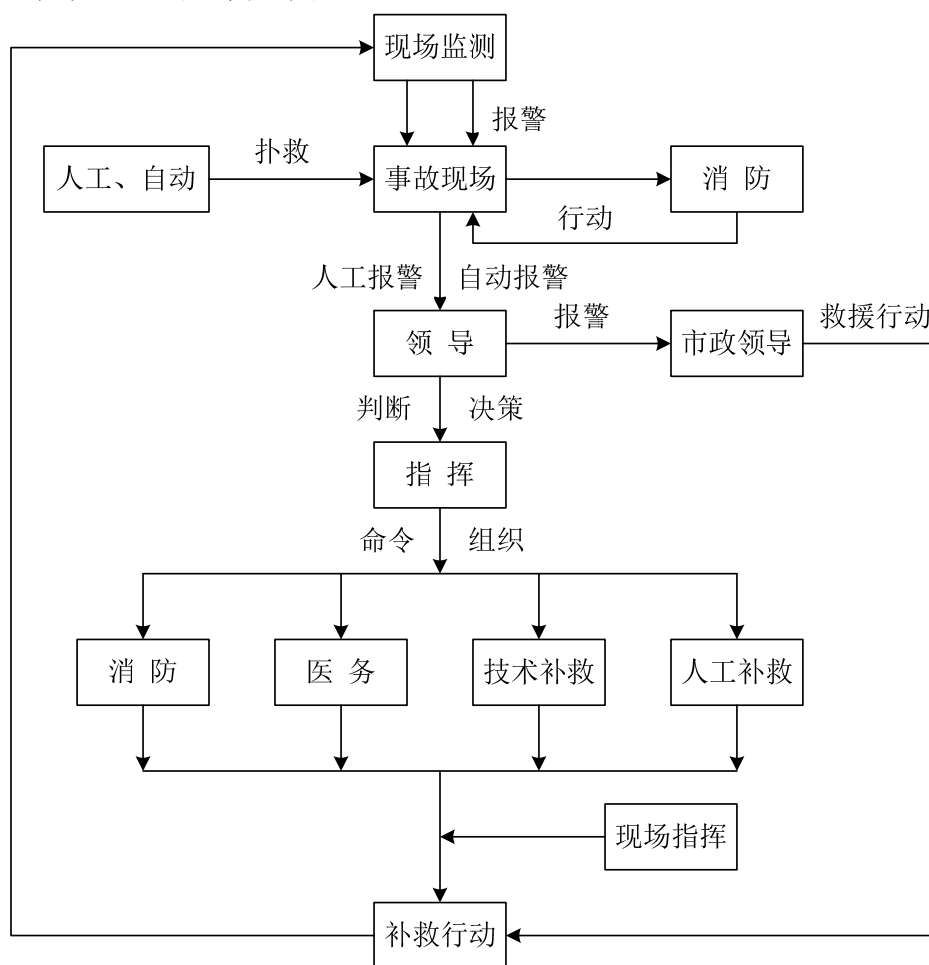 现场监测
报警
人工、自动
扑救
事故现场
消 防
行动
人工报警
自动报警
领 导
报警
市政领导
救援行动
判断
决策
指 挥
命令
组织
消 防
医 务
技术补救
人工补救
现场指挥
补救行动